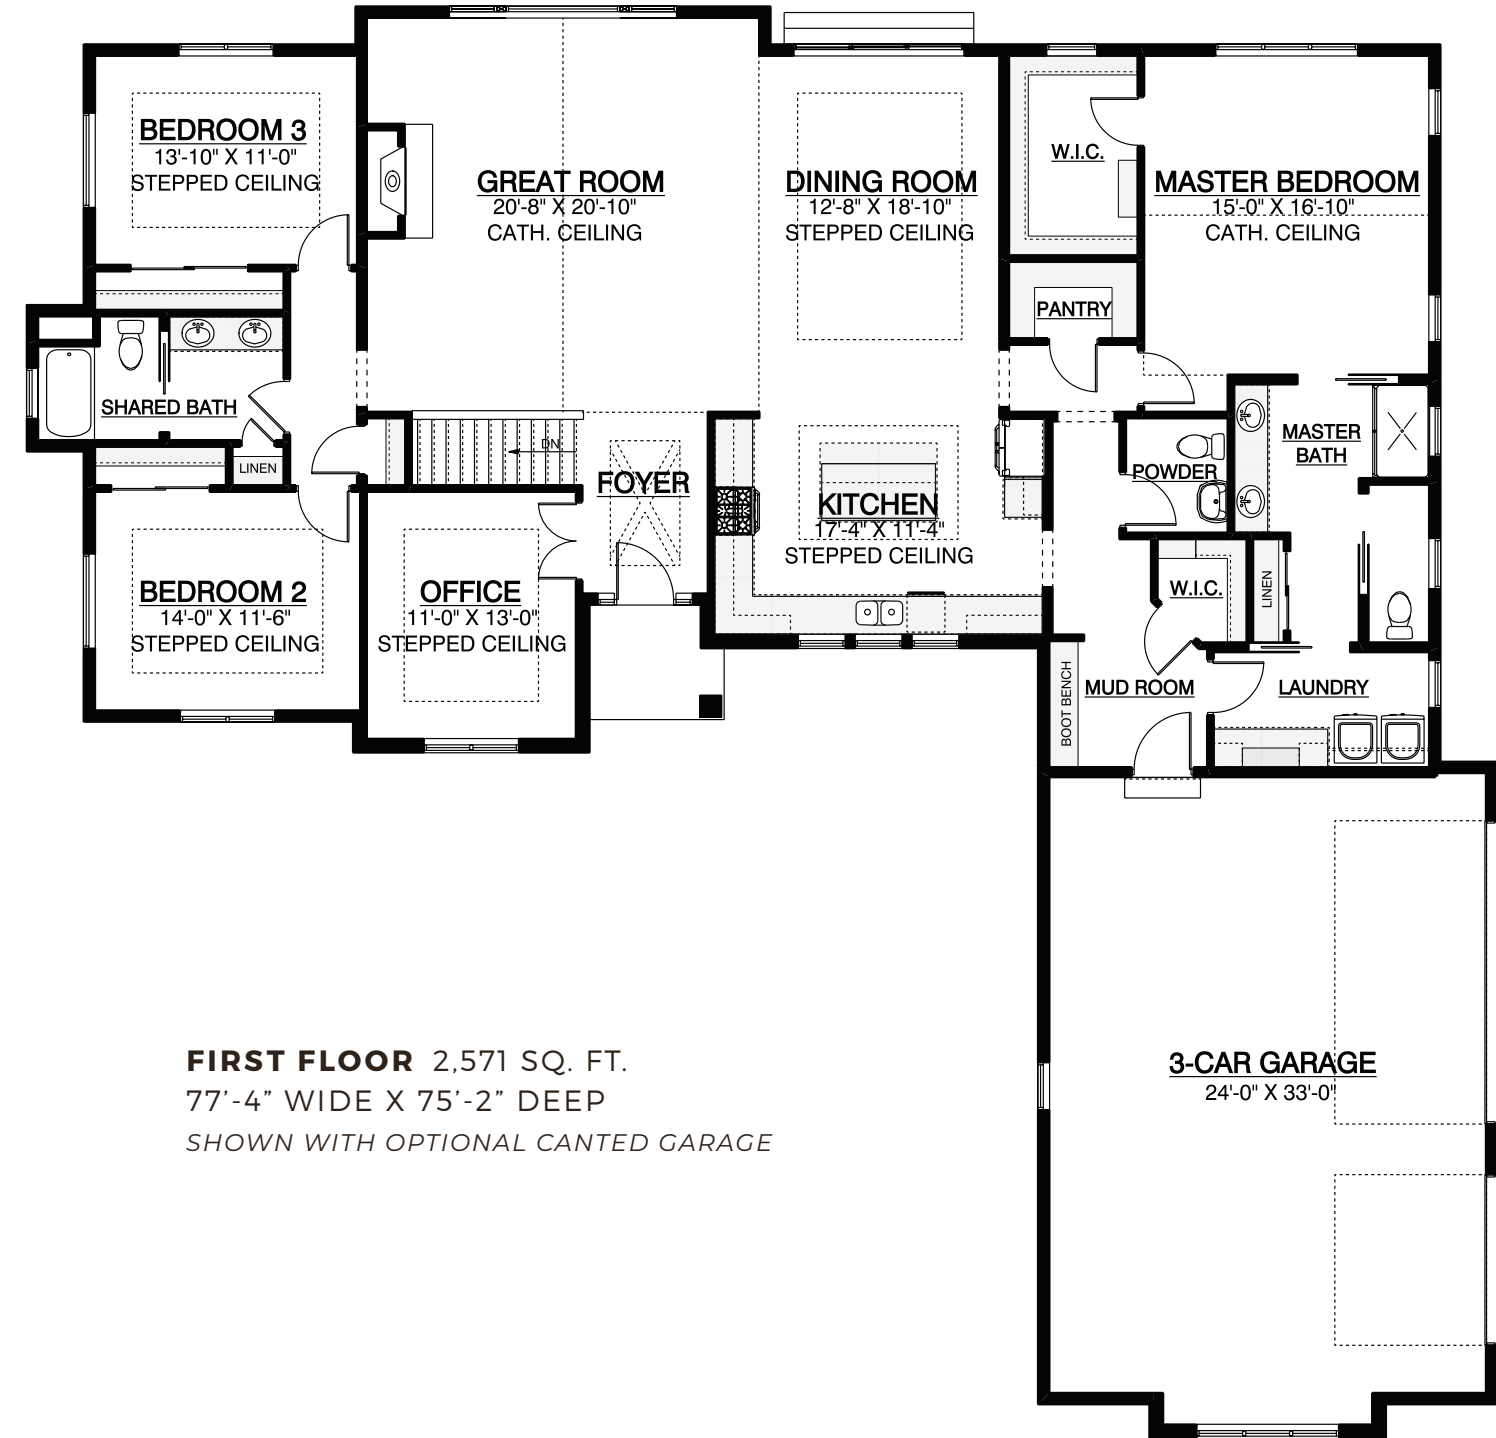 BEDROOM 3
13'-10" X 11'-0"
STEPPED CEILING
GREAT ROOM
20'-8" X 20'-10"
CATH. CEILING
DINING ROOM
12'-8" X 18'-10"
STEPPED CEILING
W.I.C.
MASTER BEDROOM
15'-0" X 16'-10"
CATH. CEILING
PANTRY
SHARED BATH
LINEN
DN
FOYER
KITCHEN
17'-4" X 11'-4"
STEPPED CEILING
POWDER
MASTER
BATH
BEDROOM 2
14'-0" X 11'-6"
STEPPED CEILING
OFFICE
11'-0" X 13'-0"
STEPPED CEILING
W.I.C.
LINEN
BOOT BENCH
MUD ROOM
LAUNDRY
3-CAR GARAGE
24'-0" X 33'-0"
FIRST FLOOR 2,571 SQ. FT.
77’-4” WIDE X 75’-2” DEEP
SHOWN WITH OPTIONAL CANTED GARAGE